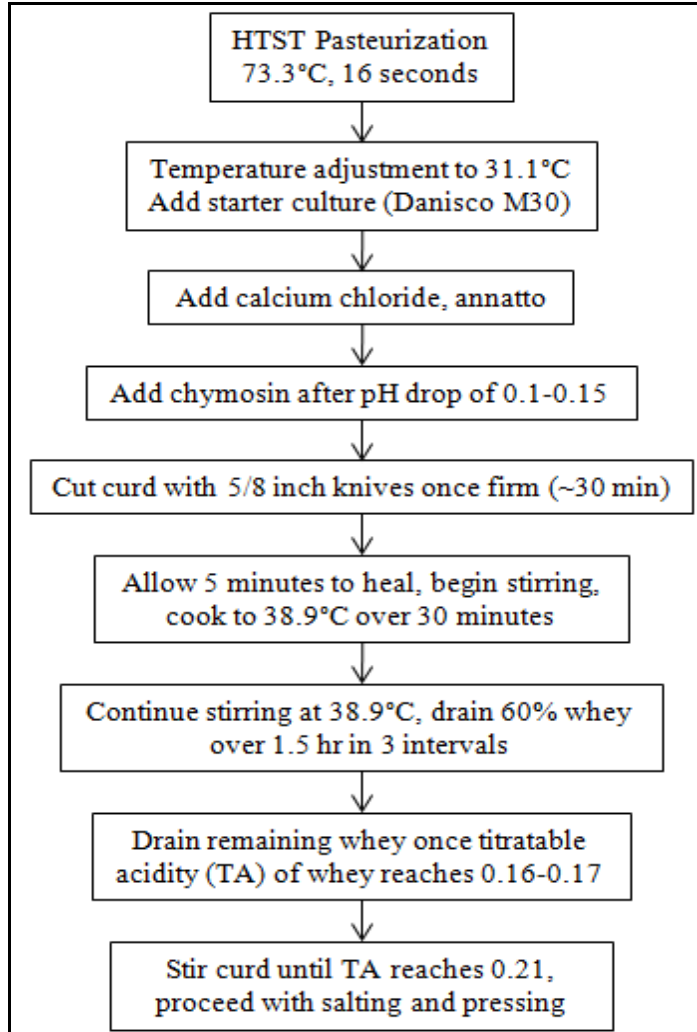 HTST Pasteurization
73.3°C, 16 seconds
Temperature adjustment to 31.1°C
Add starter culture (Danisco M30)
Add calcium chloride, annatto
Add chymosin after pH drop of 0.1-0.15
Cut curd with 5/8 inch knives once firm (~30 min)
Allow 5 minutes to heal, begin stirring,
cook to 38.9°C over 30 minutes
Continue stirring at 38.9°C, drain 60% whey
over 1.5 hr in 3 intervals
Drain remaining whey once titratable
acidity (TA) of whey reaches 0.16-0.17
Stir curd until TA reaches 0.21,
proceed with salting and pressing